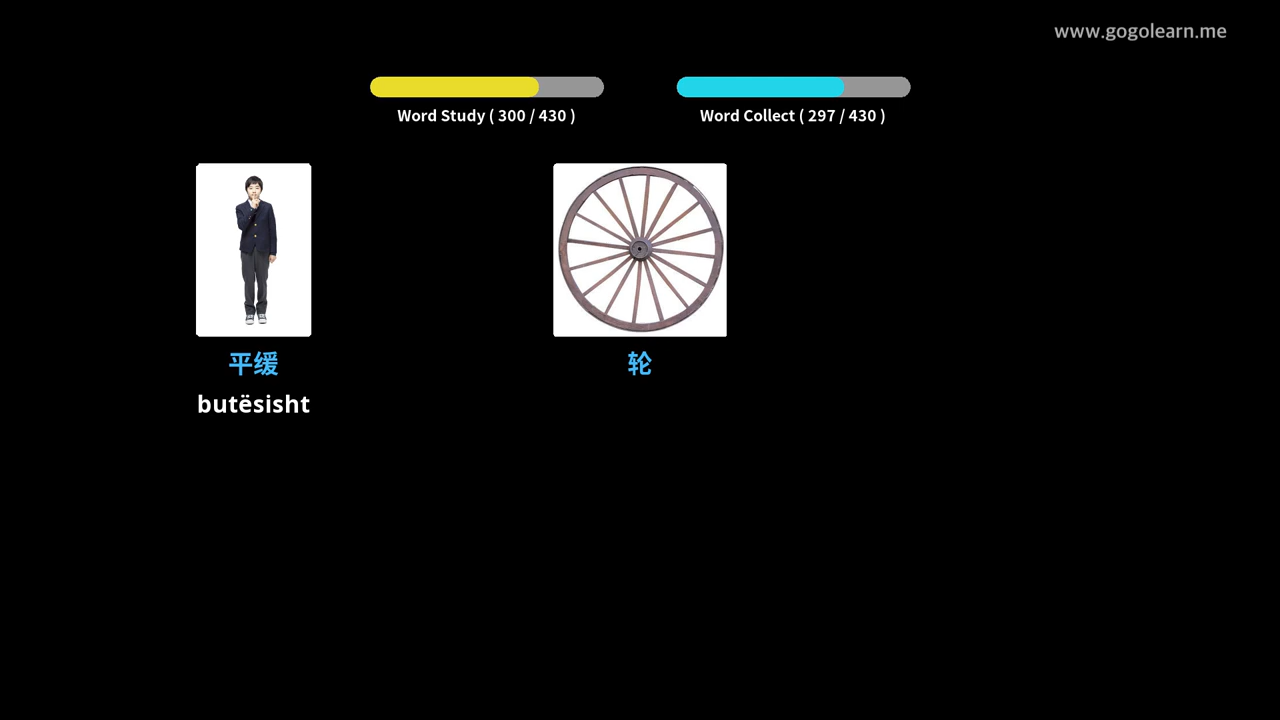 www.gogolearn.me
Word Study ( 300 / 430 )
Word Collect ( 297 / 430 )
平缓
轮
butësisht